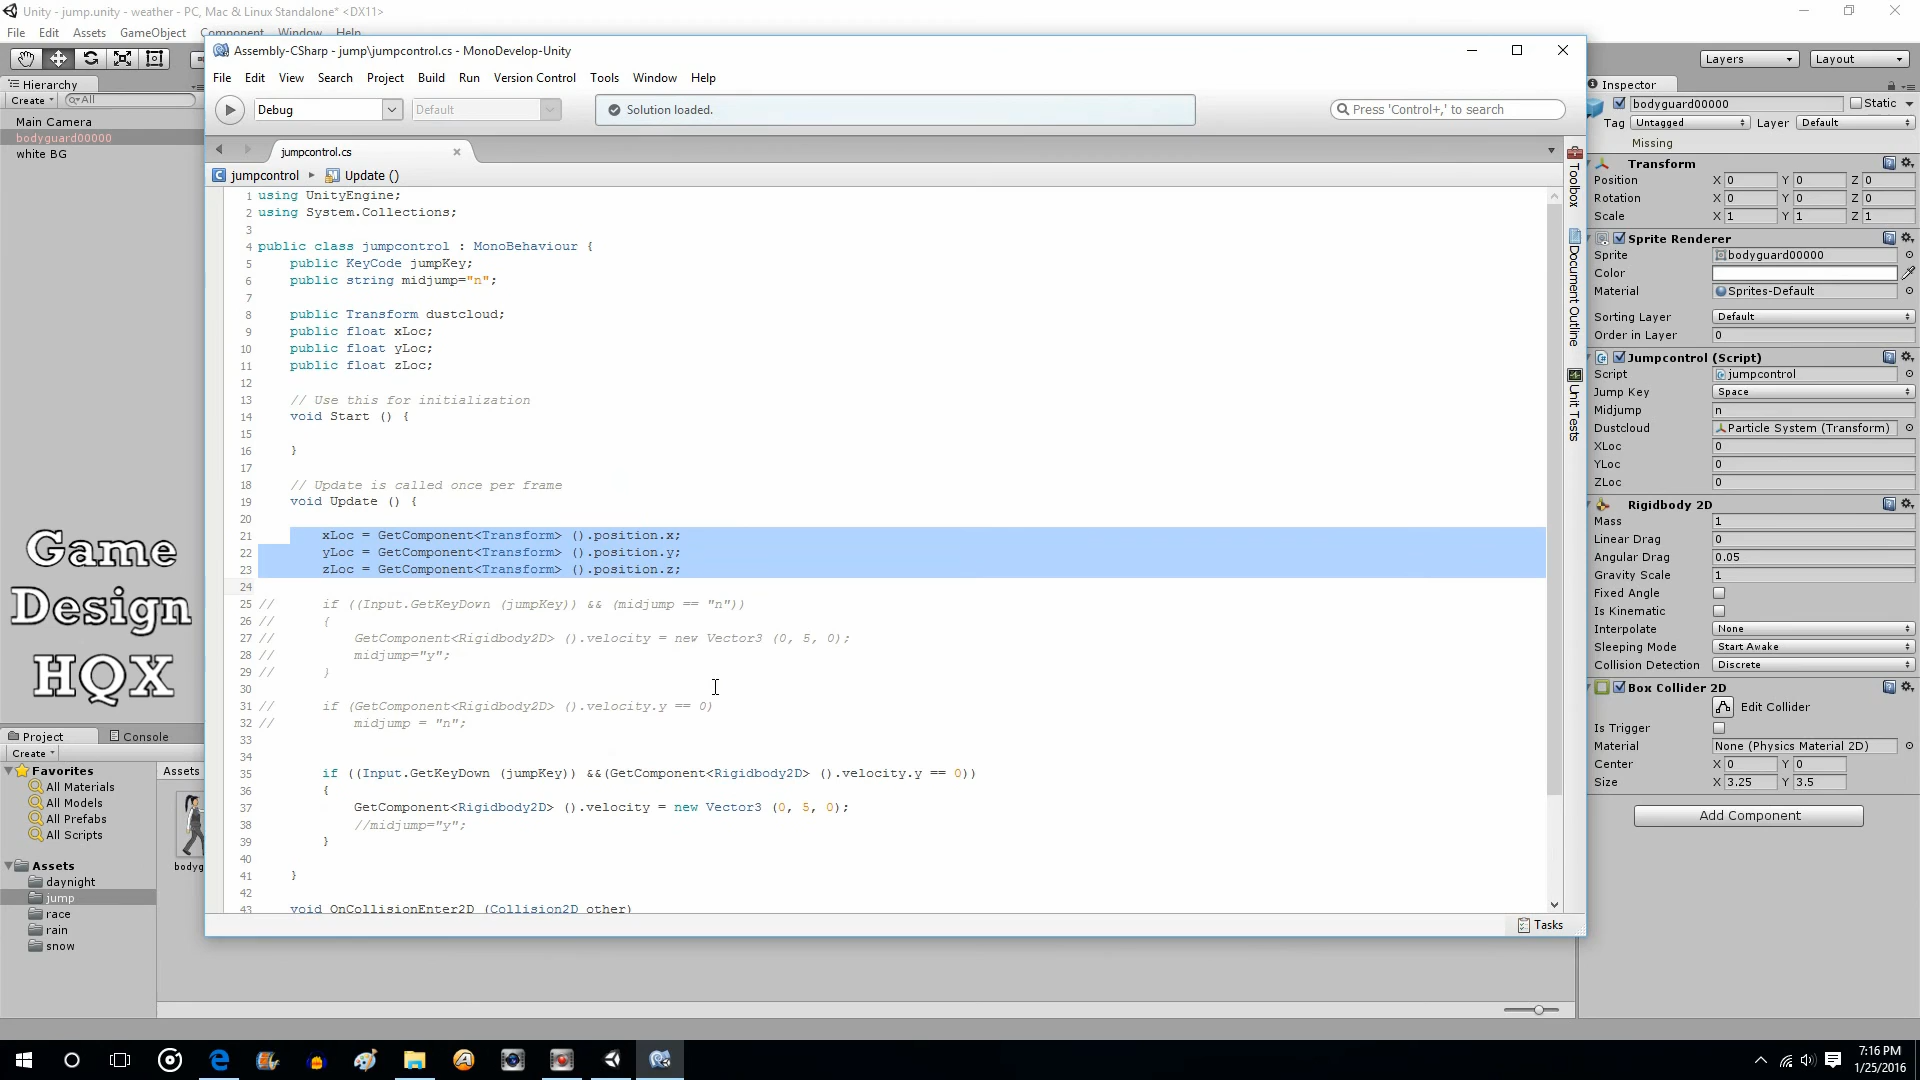 Unity - jump.unity - weather - PC, Mac & Linux Standalone* <DX11>
File Edit Assets GameObject Component Window Help
Layers Layout
Hierarchy
Create All
Main Camera
bodyguard00000
white BG
Game
Design
HQX
Project Console
Create
Favorites
All Materials
All Models
All Prefabs
All Scripts
Assets
daynight
jump
race
rain
snow
Assets
bodyg
Assembly-CSharp - jump\jumpcontrol.cs - MonoDevelop-Unity
File Edit View Search Project Build Run Version Control Tools Window Help
Debug Default Solution loaded. Press 'Control+,' to search
jumpcontrol.cs
jumpcontrol Update ()
1 using UnityEngine;
2 using System.Collections;
3
4 public class jumpcontrol : MonoBehaviour {
5 public KeyCode jumpKey;
6 public string midjump="n";
7
8 public Transform dustcloud;
9 public float xLoc;
10 public float yLoc;
11 public float zLoc;
12
13 // Use this for initialization
14 void Start () {
15
16 }
17
18 // Update is called once per frame
19 void Update () {
20
21 xLoc = GetComponent<Transform> ().position.x;
22 yLoc = GetComponent<Transform> ().position.y;
23 zLoc = GetComponent<Transform> ().position.z;
24
25 // if ((Input.GetKeyDown (jumpKey)) && (midjump == "n"))
26 // {
27 // GetComponent<Rigidbody2D> ().velocity = new Vector3 (0, 5, 0);
28 // midjump="y";
29 // }
30
31 // if (GetComponent<Rigidbody2D> ().velocity.y == 0)
32 // midjump = "n";
33
34
35 if ((Input.GetKeyDown (jumpKey)) &&(GetComponent<Rigidbody2D> ().velocity.y == 0))
36 {
37 GetComponent<Rigidbody2D> ().velocity = new Vector3 (0, 5, 0);
38 //midjump="y";
39 }
40
41 }
42
43 void OnCollisionEnter2D (Collision2D other)
Toolbox
Document Outline
Unit Tests
Tasks
Inspector
bodyguard00000 Static
Tag Untagged Layer Default
Missing
Transform
Position X 0 Y 0 Z 0
Rotation X 0 Y 0 Z 0
Scale X 1 Y 1 Z 1
Sprite Renderer
Sprite bodyguard00000
Color
Material Sprites-Default
Sorting Layer Default
Order in Layer 0
Jumpcontrol (Script)
Script jumpcontrol
Jump Key Space
Midjump n
Dustcloud Particle System (Transform)
XLoc 0
YLoc 0
ZLoc 0
Rigidbody 2D
Mass 1
Linear Drag 0
Angular Drag 0.05
Gravity Scale 1
Fixed Angle
Is Kinematic
Interpolate None
Sleeping Mode Start Awake
Collision Detection Discrete
Box Collider 2D
Edit Collider
Is Trigger
Material None (Physics Material 2D)
Center X 0 Y 0
Size X 3.25 Y 3.5
Add Component
7:16 PM
1/25/2016